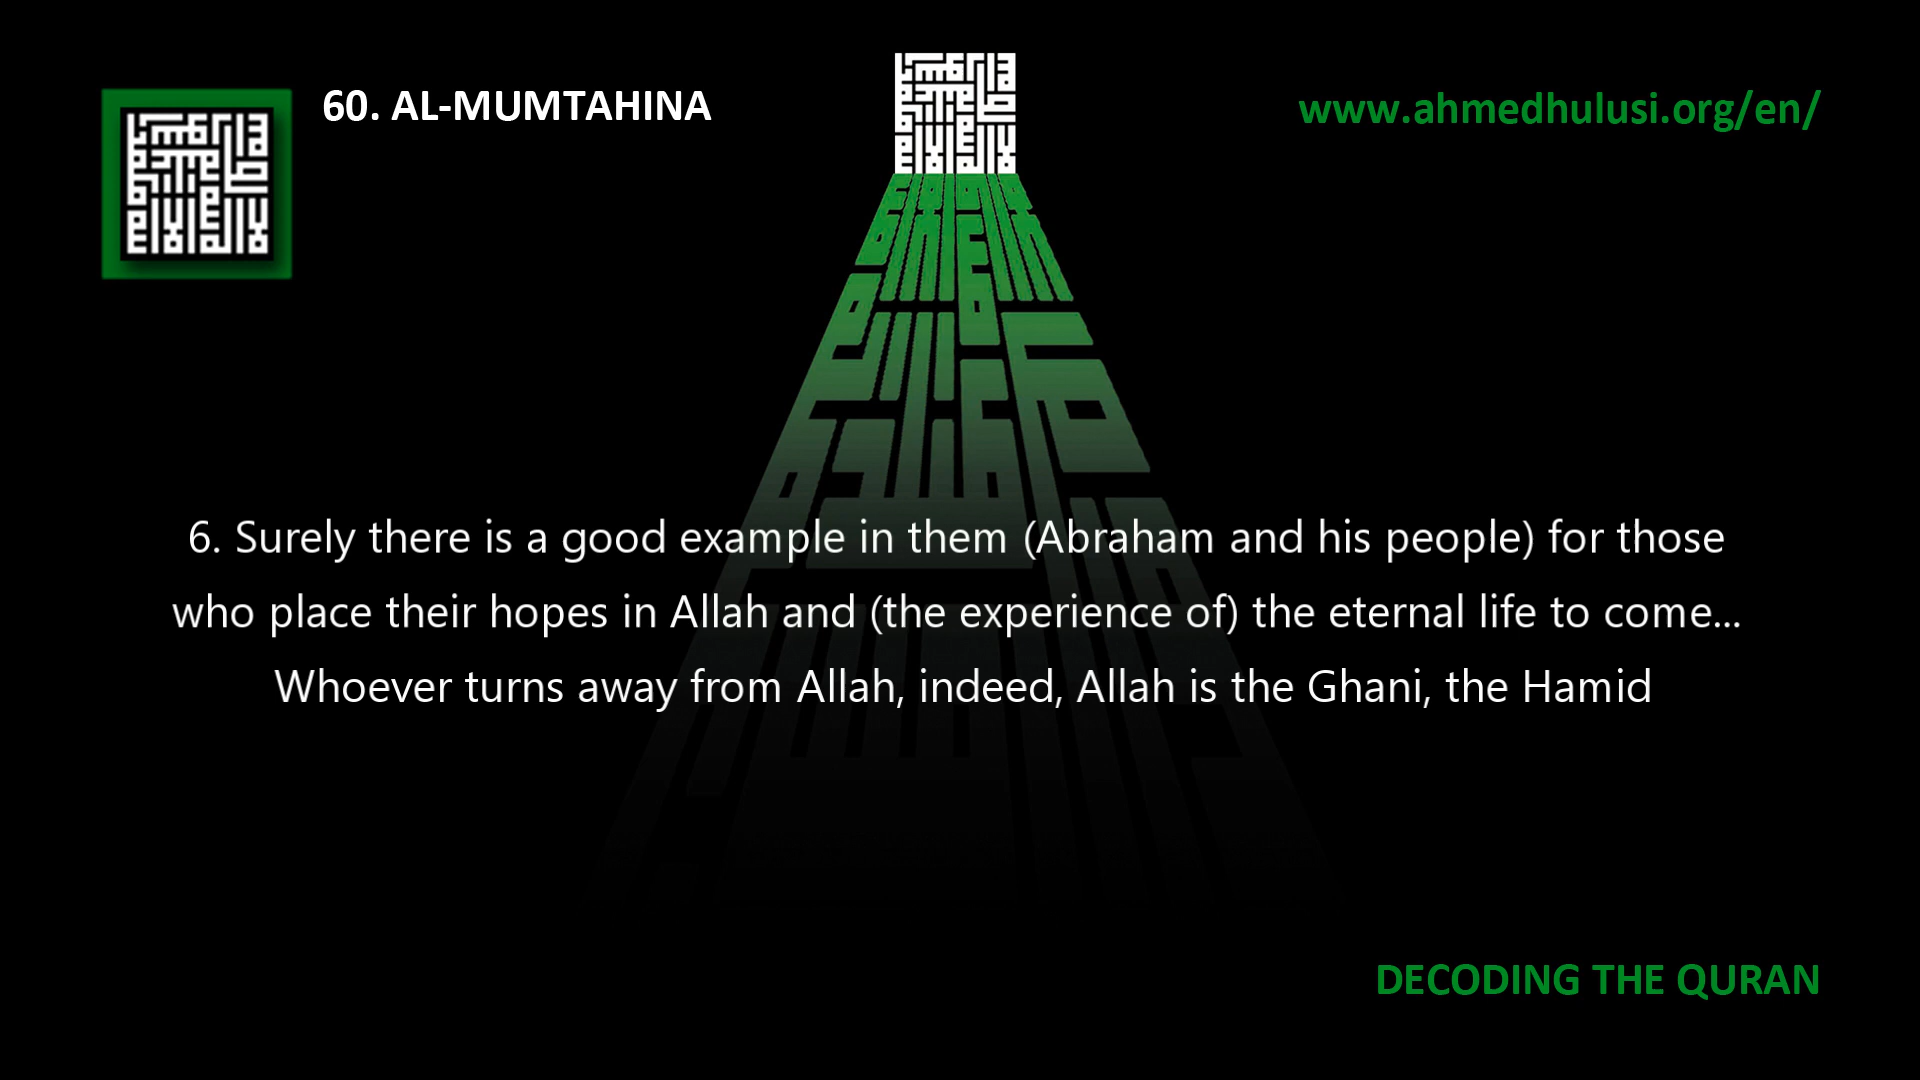 60. AL-MUMTAHINA
www.ahmedhulusi.org/en/
6. Surely there is a good example in them (Abraham and his people) for those
who place their hopes in Allah and (the experience of) the eternal life to come...
Whoever turns away from Allah, indeed, Allah is the Ghani, the Hamid
DECODING THE QURAN